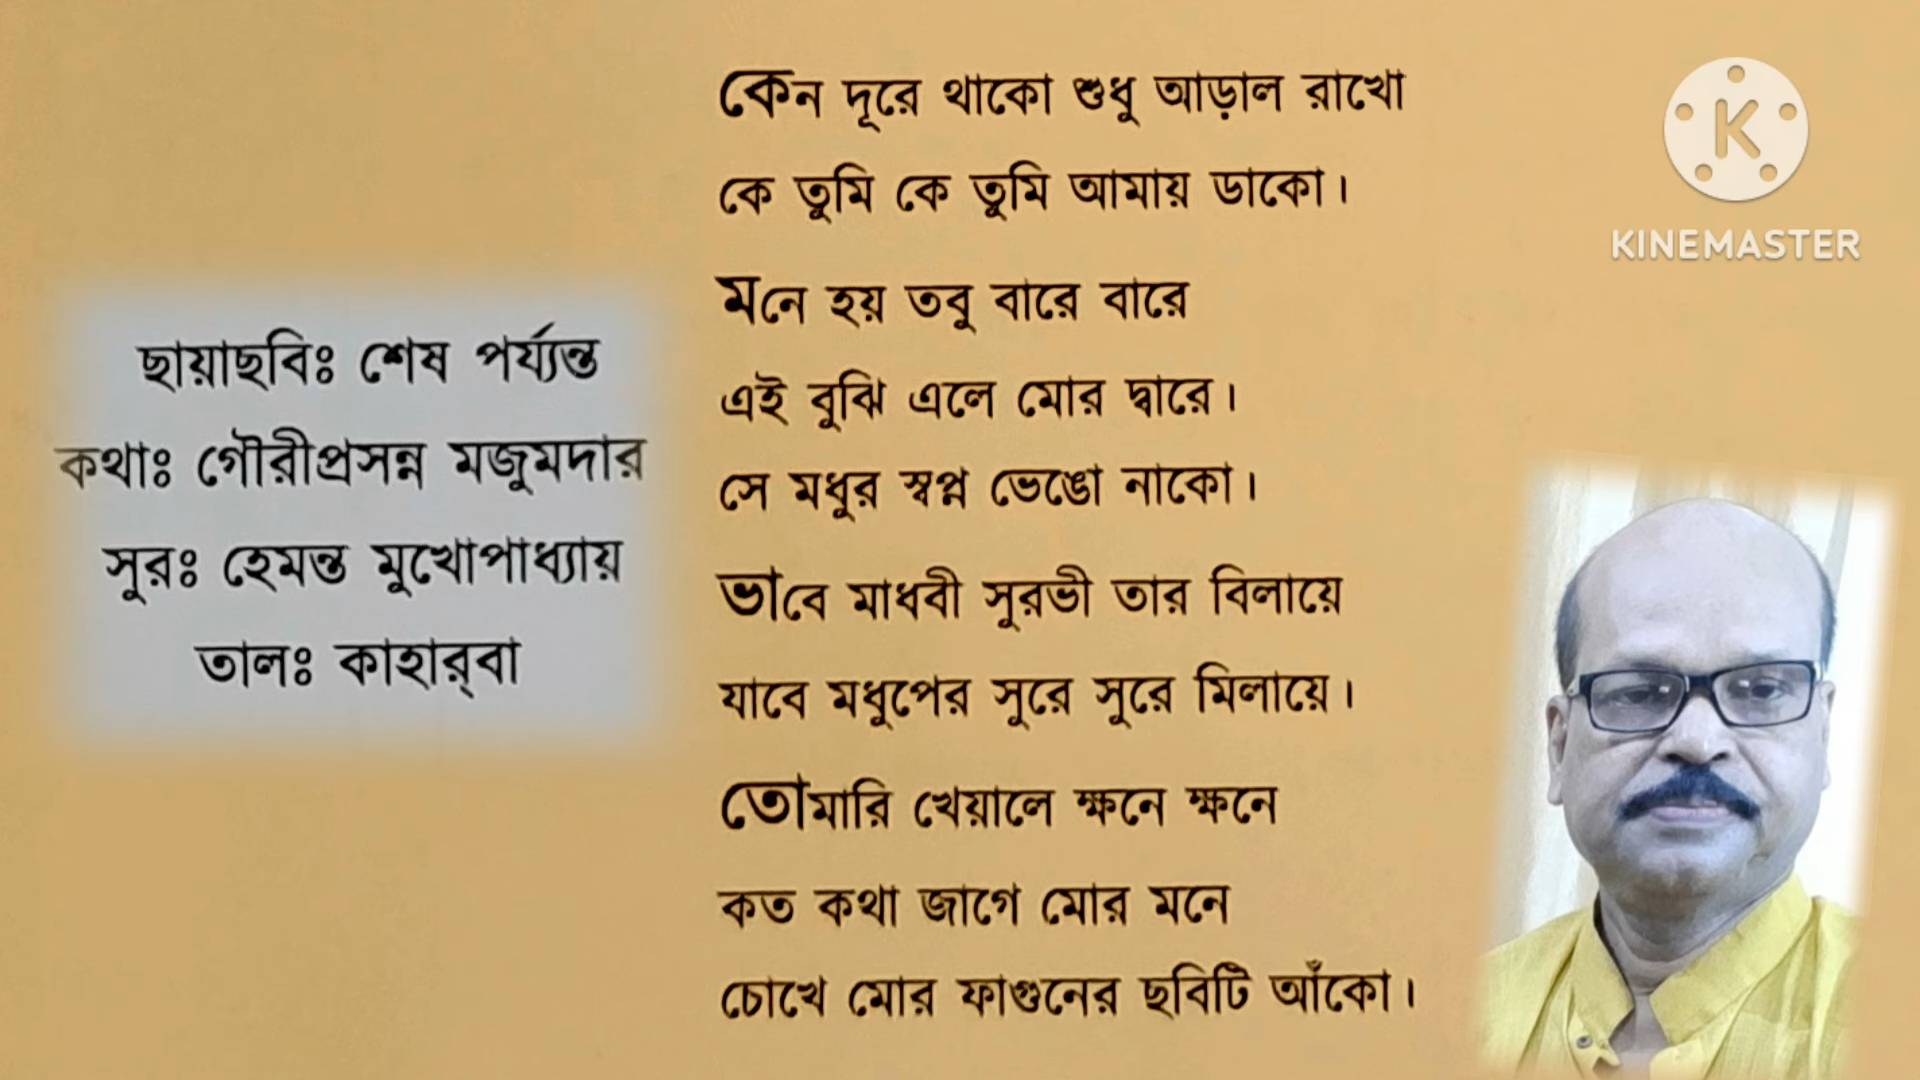 ছায়াছবিঃ শেষ পর্য্যন্ত
কথাঃ গৌরীপ্রসন্ন মজুমদার
সুরঃ হেমন্ত মুখোপাধ্যায়
তালঃ কাহার্‌বা
কেন দূরে থাকো শুধু আড়াল রাখো
কে তুমি কে তুমি আমায় ডাকো।
মনে হয় তবু বারে বারে
এই বুঝি এলে মোর দ্বারে।
সে মধুর স্বপ্ন ভেঙো নাকো।
ভাবে মাধবী সুরভী তার বিলায়ে
যাবে মধুপের সুরে সুরে মিলায়ে।
তোমারি খেয়ালে ক্ষনে ক্ষনে
কত কথা জাগে মোর মনে
চোখে মোর ফাগুনের ছবিটি আঁকো।
K
KINEMASTER